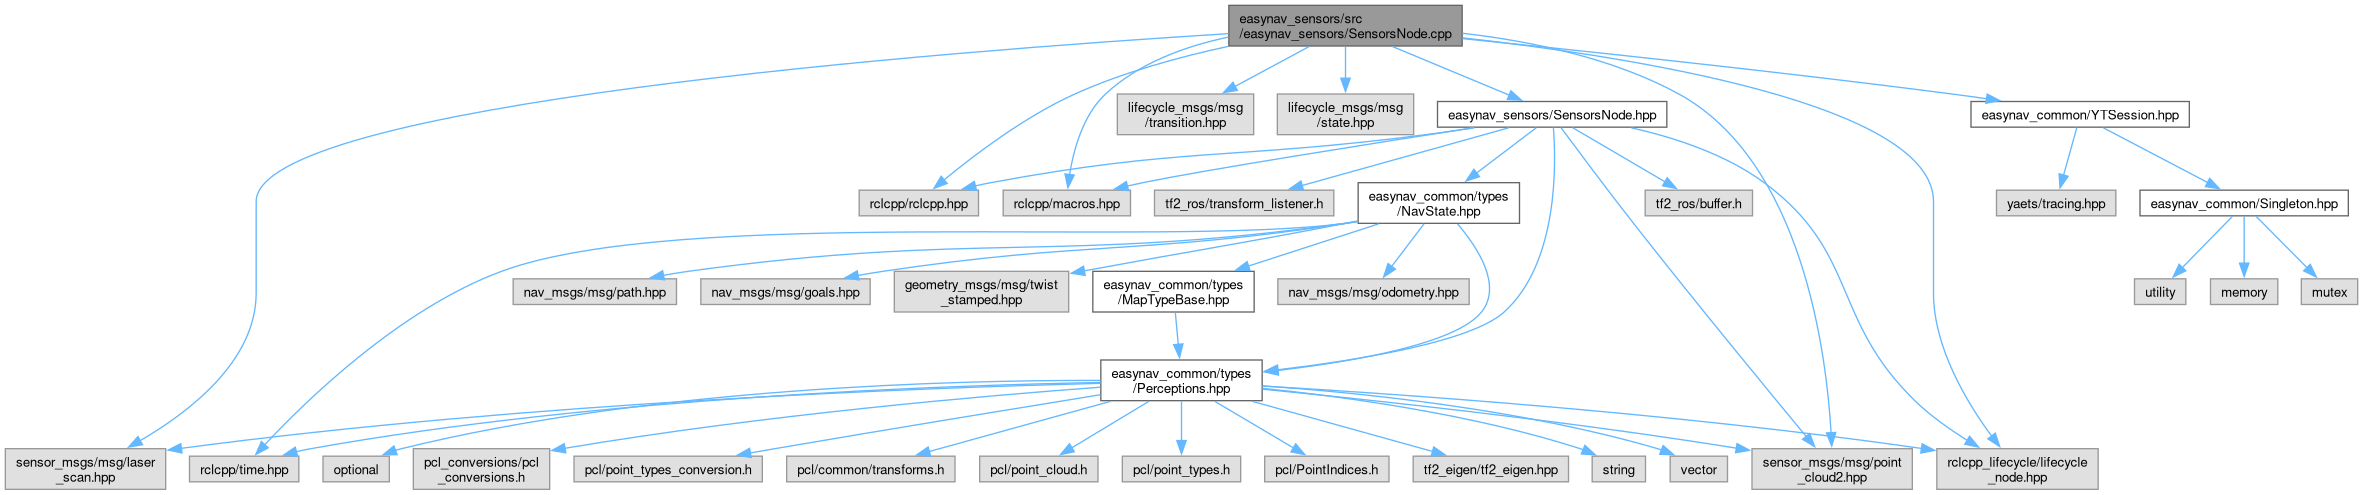 easynav_sensors/src
/easynav_sensors/SensorsNode.cpp
lifecycle_msgs/msg
/transition.hpp
lifecycle_msgs/msg
/state.hpp
easynav_sensors/SensorsNode.hpp
easynav_common/YTSession.hpp
rclcpp/rclcpp.hpp
rclcpp/macros.hpp
tf2_ros/transform_listener.h
easynav_common/types
/NavState.hpp
tf2_ros/buffer.h
yaets/tracing.hpp
easynav_common/Singleton.hpp
nav_msgs/msg/path.hpp
nav_msgs/msg/goals.hpp
geometry_msgs/msg/twist
_stamped.hpp
easynav_common/types
/MapTypeBase.hpp
nav_msgs/msg/odometry.hpp
utility
memory
mutex
easynav_common/types
/Perceptions.hpp
sensor_msgs/msg/laser
_scan.hpp
rclcpp/time.hpp
optional
pcl_conversions/pcl
_conversions.h
pcl/point_types_conversion.h
pcl/common/transforms.h
pcl/point_cloud.h
pcl/point_types.h
pcl/PointIndices.h
tf2_eigen/tf2_eigen.hpp
string
vector
sensor_msgs/msg/point
_cloud2.hpp
rclcpp_lifecycle/lifecycle
_node.hpp